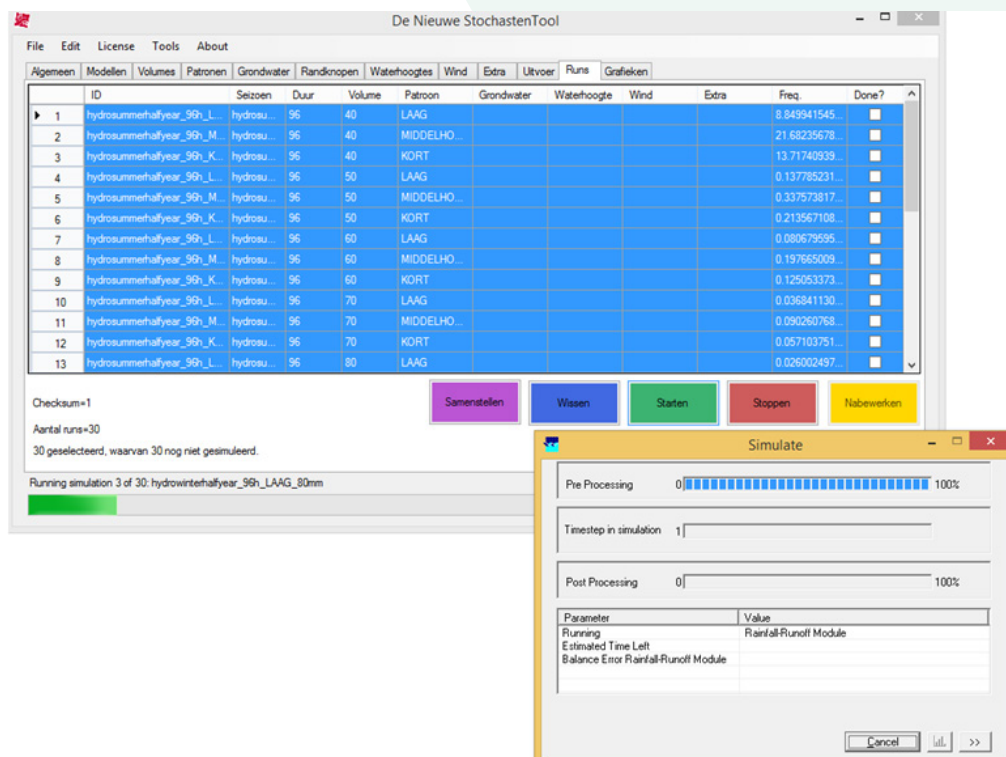 De Nieuwe StochastenTool
File Edit License Tools About
Algemeen Modellen Volumes Patronen Grondwater Randknopen Waterhoogtes Wind Extra Uitvoer Runs Grafieken
ID Seizoen Duur Volume Patroon Grondwater Waterhoogte Wind Extra Freq. Done?
1 hydrosummerhalfyear_96h_L... hydrosu... 96 40 LAAG 8.849941545...
2 hydrosummerhalfyear_96h_M... hydrosu... 96 40 MIDDELHO... 21.68235678...
3 hydrosummerhalfyear_96h_K... hydrosu... 96 40 KORT 13.71740939...
4 hydrosummerhalfyear_96h_L... hydrosu... 96 50 LAAG 0.137785231...
5 hydrosummerhalfyear_96h_M... hydrosu... 96 50 MIDDELHO... 0.337573817...
6 hydrosummerhalfyear_96h_K... hydrosu... 96 50 KORT 0.213567108...
7 hydrosummerhalfyear_96h_L... hydrosu... 96 60 LAAG 0.080679595...
8 hydrosummerhalfyear_96h_M... hydrosu... 96 60 MIDDELHO... 0.197665009...
9 hydrosummerhalfyear_96h_K... hydrosu... 96 60 KORT 0.125053373...
10 hydrosummerhalfyear_96h_L... hydrosu... 96 70 LAAG 0.036841130...
11 hydrosummerhalfyear_96h_M... hydrosu... 96 70 MIDDELHO... 0.090260768...
12 hydrosummerhalfyear_96h_K... hydrosu... 96 70 KORT 0.057103751...
13 hydrosummerhalfyear_96h_L... hydrosu... 96 80 LAAG 0.026002497...
Checksum=1
Samenstellen Wissen Starten Stoppen Nabewerken
Aantal runs=30
30 geselecteerd, waarvan 30 nog niet gesimuleerd.
Running simulation 3 of 30: hydrowinterhalfyear_96h_LAAG_80mm
Simulate
Pre Processing 0 100%
Timestep in simulation 1
Post Processing 0 100%
Parameter Value
Running Rainfall-Runoff Module
Estimated Time Left
Balance Error Rainfall-Runoff Module
Cancel >>